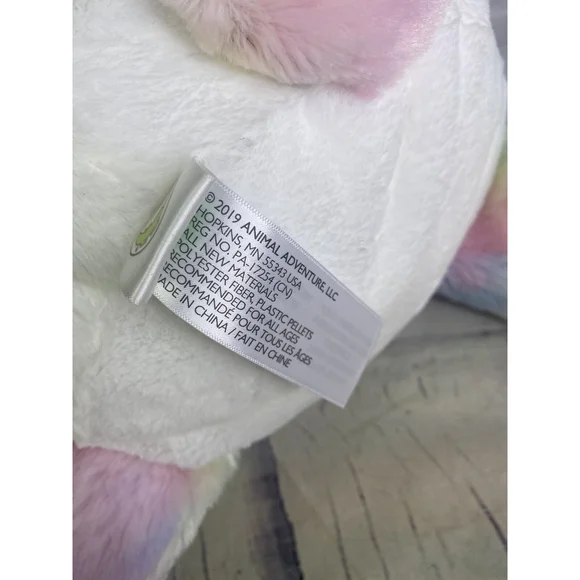 © 2019 ANIMAL ADVENTURE, LLC
HOPKINS, MN 55343 USA
REG NO. PA-17254 (CN)
ALL NEW MATERIALS
POLYESTER FIBER, PLASTIC PELLETS
RECOMMENDED FOR ALL AGES
RECOMMANDÉ POUR TOUS LES ÂGES
MADE IN CHINA / FAIT EN CHINE